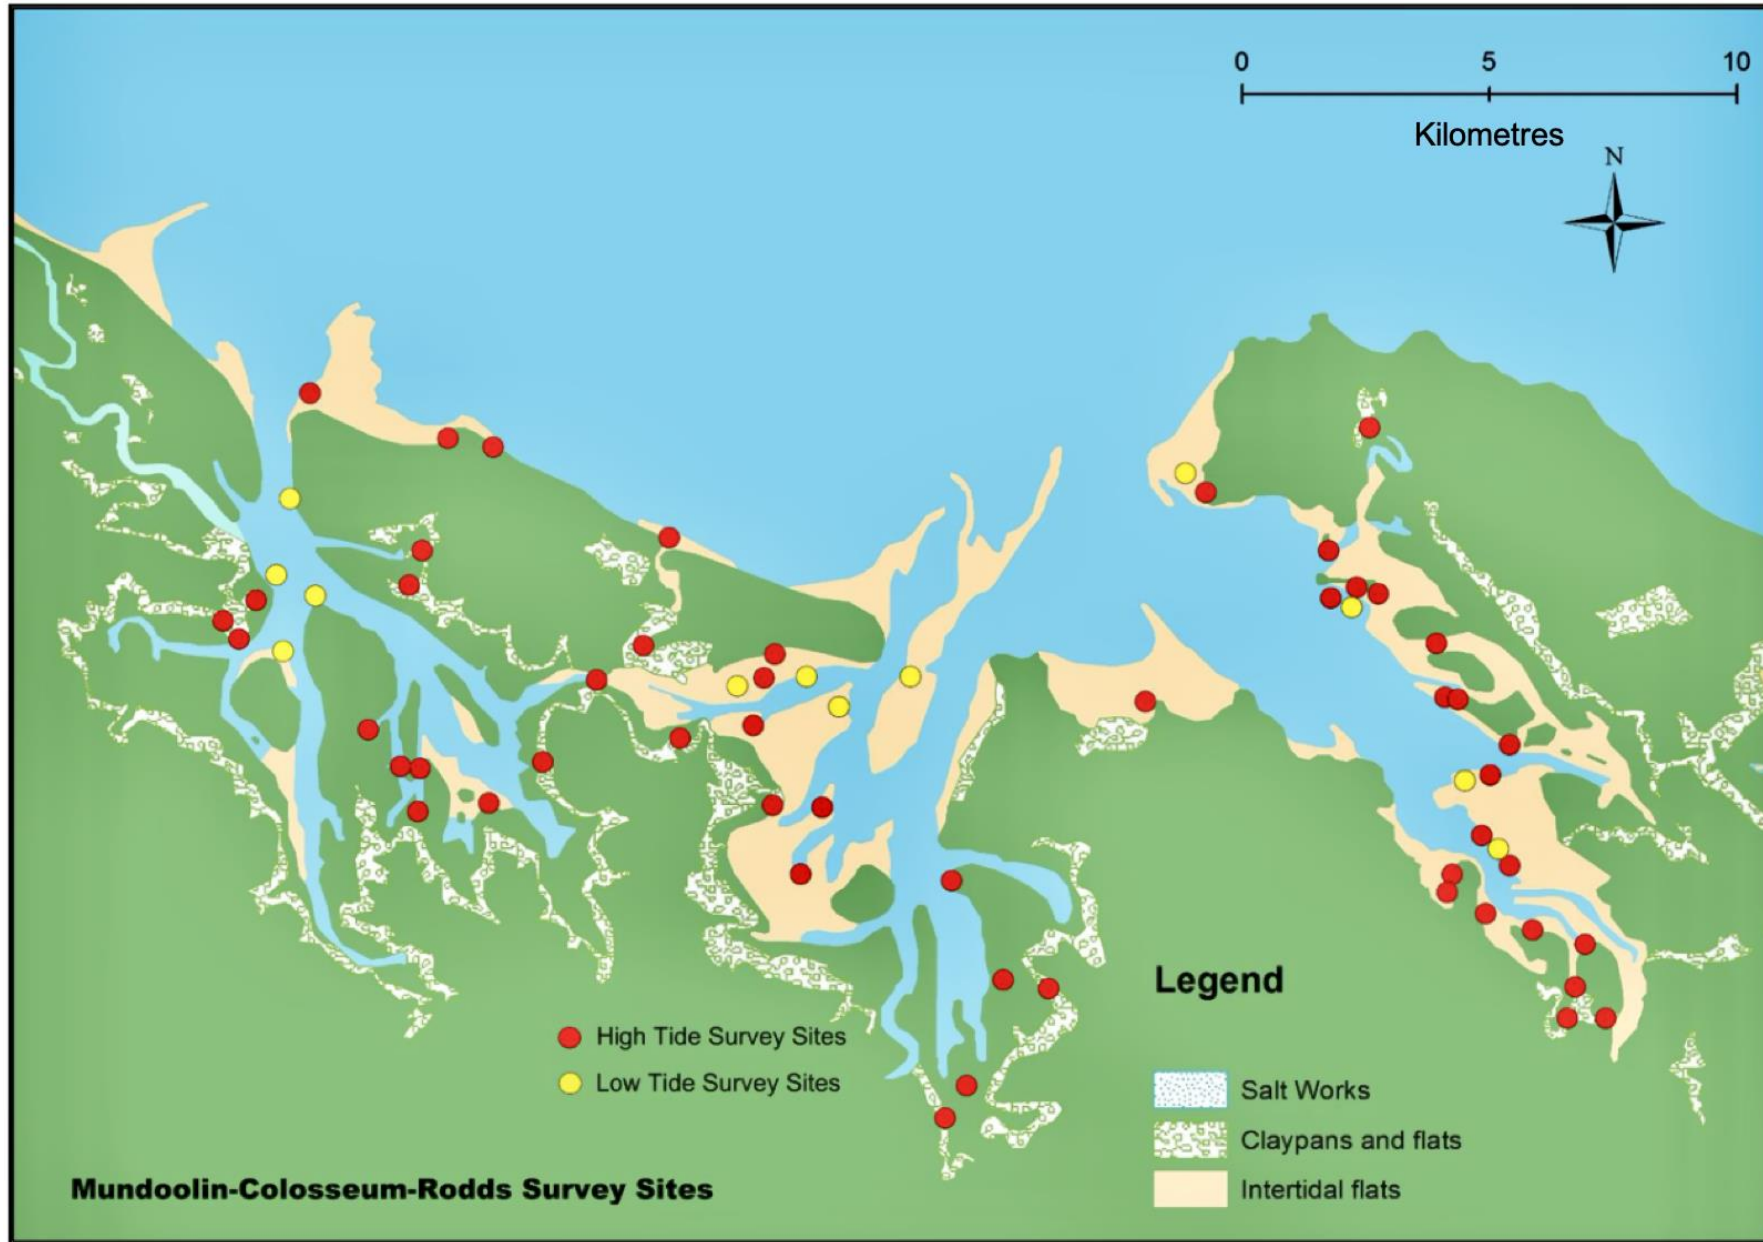 0 5 10
Kilometres
N
High Tide Survey Sites
Low Tide Survey Sites
Legend
Salt Works
Claypans and flats
Intertidal flats
Mundoolin-Colosseum-Rodds Survey Sites